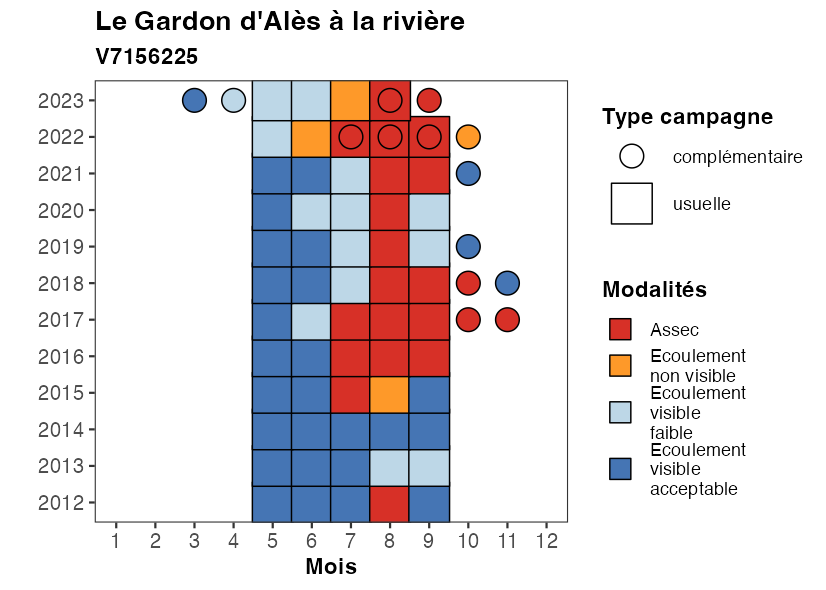 Le Gardon d'Alès à la rivière
V7156225
2023
2022
2021
2020
2019
2018
2017
2016
2015
2014
2013
2012
1 2 3 4 5 6 7 8 9 10 11 12
Mois
Type campagne
complémentaire
usuelle
Modalités
Assec
Ecoulement
non visible
Ecoulement
visible
faible
Ecoulement
visible
acceptable